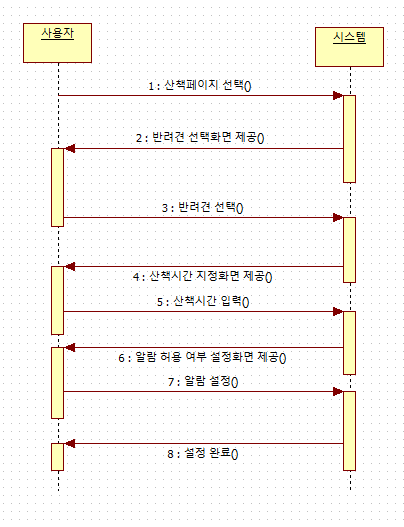 사용자
시스템
1 : 산책페이지 선택()
2 : 반려견 선택화면 제공()
3 : 반려견 선택()
4 : 산책시간 지정화면 제공()
5 : 산책시간 입력()
6 : 알람 허용 여부 설정화면 제공()
7 : 알람 설정()
8 : 설정 완료()